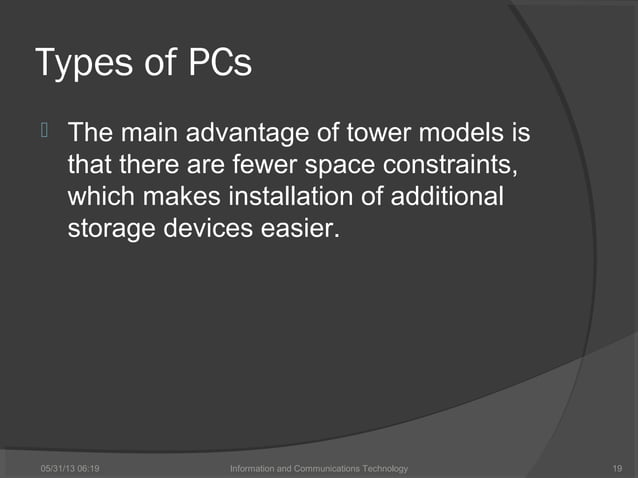 Types of PCs
The main advantage of tower models is
that there are fewer space constraints,
which makes installation of additional
storage devices easier.
05/31/13 06:19 Information and Communications Technology 19